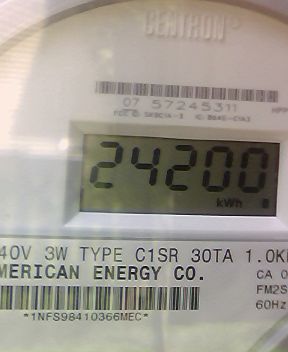 CENTRON®
07 57245311
24200
kWh
40V 3W TYPE C1SR 30TA 1.0K
MERICAN ENERGY CO.
CA 0
FM2S
60Hz
*1NFS98410366MEC*